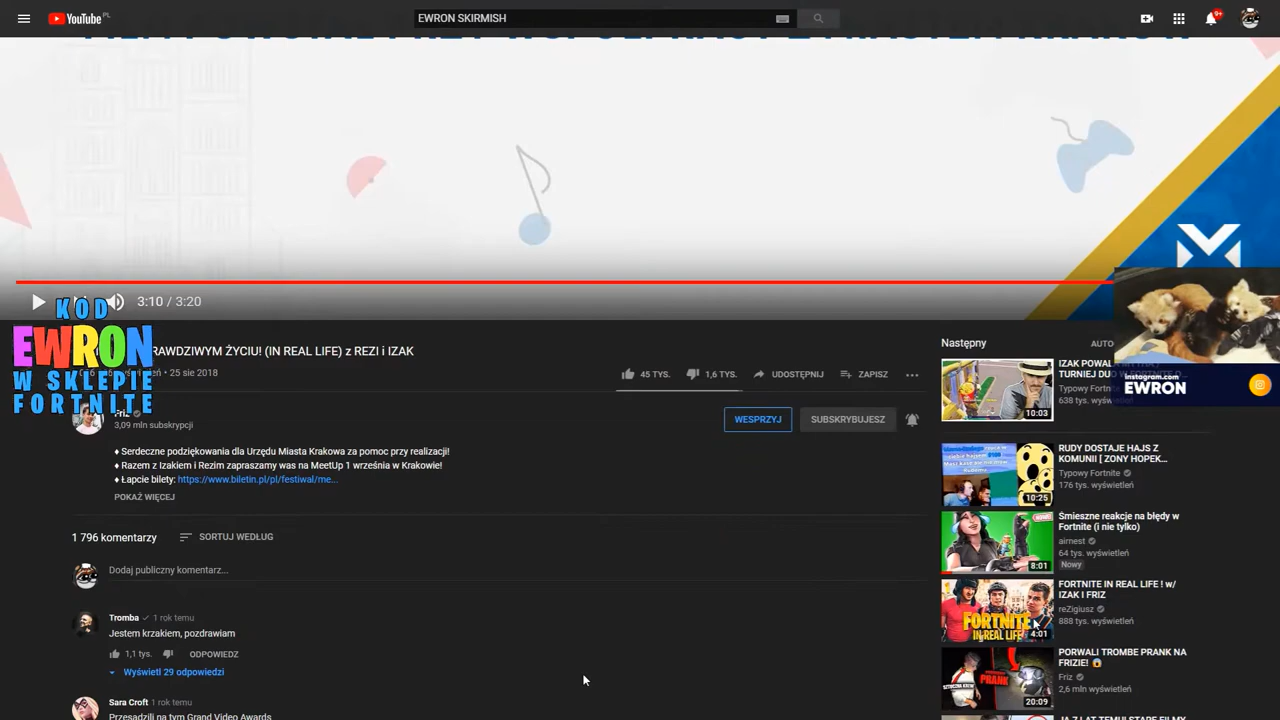 YouTube PL
EWRON SKIRMISH
9+
3:10 / 3:20
KOD
EWRON
W SKLEPIE
FORTNITE
RAWDZIWYM ŻYCIU! (IN REAL LIFE) z REZI i IZAK
25 sie 2018
45 TYS.
1,6 TYS.
UDOSTĘPNIJ
ZAPISZ
Friz
3,09 mln subskrypcji
WESPRZYJ
SUBSKRYBUJESZ
♦ Serdeczne podziękowania dla Urzędu Miasta Krakowa za pomoc przy realizacji!
♦ Razem z Izakiem i Rezim zapraszamy was na MeetUp 1 września w Krakowie!
♦ Łapcie bilety: https://www.biletin.pl/pl/festiwal/me...
POKAŻ WIĘCEJ
1 796 komentarzy
SORTUJ WEDŁUG
Dodaj publiczny komentarz...
Tromba 1 rok temu
Jestem krzakiem, pozdrawiam
1,1 tys.
ODPOWIEDZ
Wyświetl 29 odpowiedzi
Sara Croft 1 rok temu
Przesadzili na tym Grand Video Awards
Następny
AUTO
IZAK POWAL
TURNIEJ DUO
Typowy Fortn
638 tys. wyświe
10:03
instagram.com
EWRON
RUDY DOSTAJE HAJS Z
KOMUNII [ ZONY HOPEK...
Typowy Fortnite
176 tys. wyświetleń
10:25
Śmieszne reakcje na błędy w
Fortnite (i nie tylko)
airnest
64 tys. wyświetleń
Nowy
8:01
FORTNITE IN REAL LIFE ! w/
IZAK I FRIZ
reZigiusz
888 tys. wyświetleń
FORTNITE
IN REAL LIFE
4:01
PORWALI TROMBE PRANK NA
FRIZIE!
Friz
2,6 mln wyświetleń
PRANK
20:09